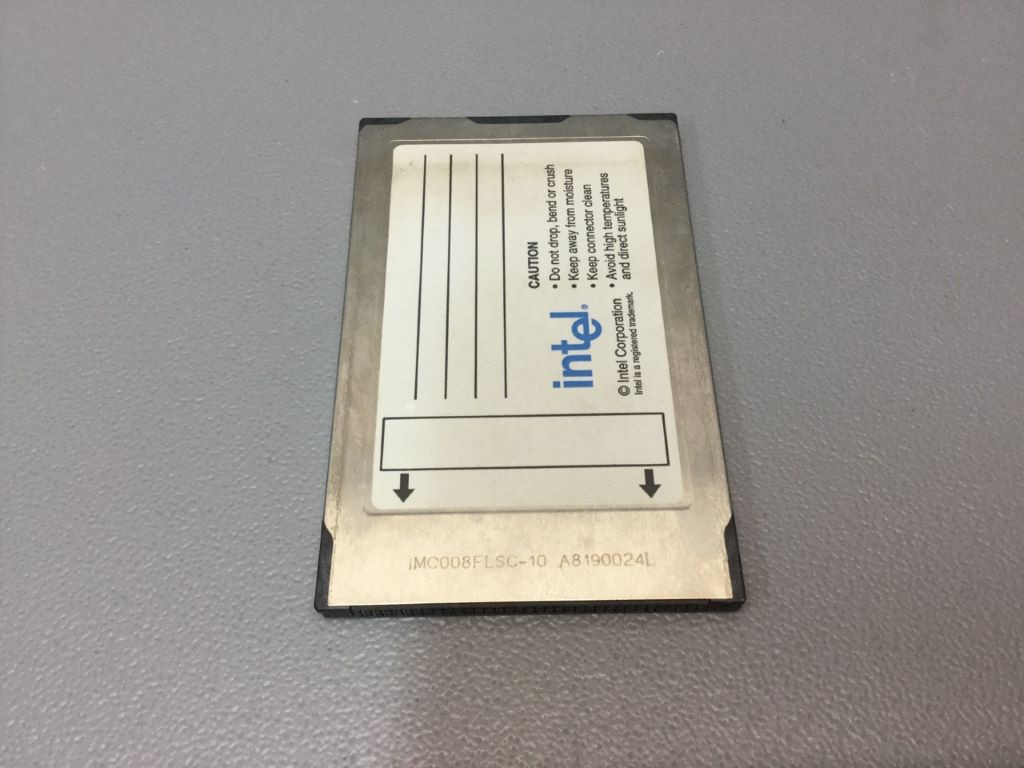 CAUTION
• Do not drop, bend or crush
• Keep away from moisture
• Keep connector clean
• Avoid high temperatures
and direct sunlight
intel®
© Intel Corporation
Intel is a registered trademark.
iMC008FLSC-10 A8190024L